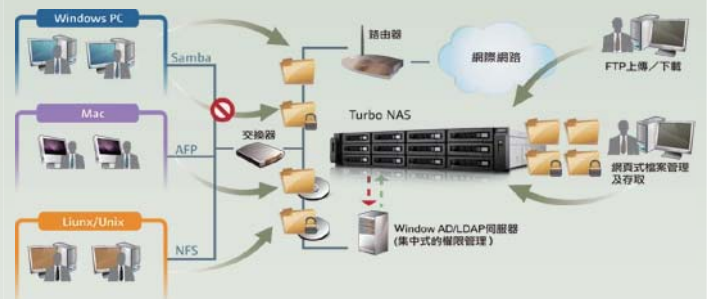 Windows PC
Samba
Mac
AFP
Liunx/Unix
NFS
交換器
路由器
網際網路
Turbo NAS
Window AD/LDAP伺服器
(集中式的權限管理)
FTP上傳／下載
網頁式檔案管理
及存取